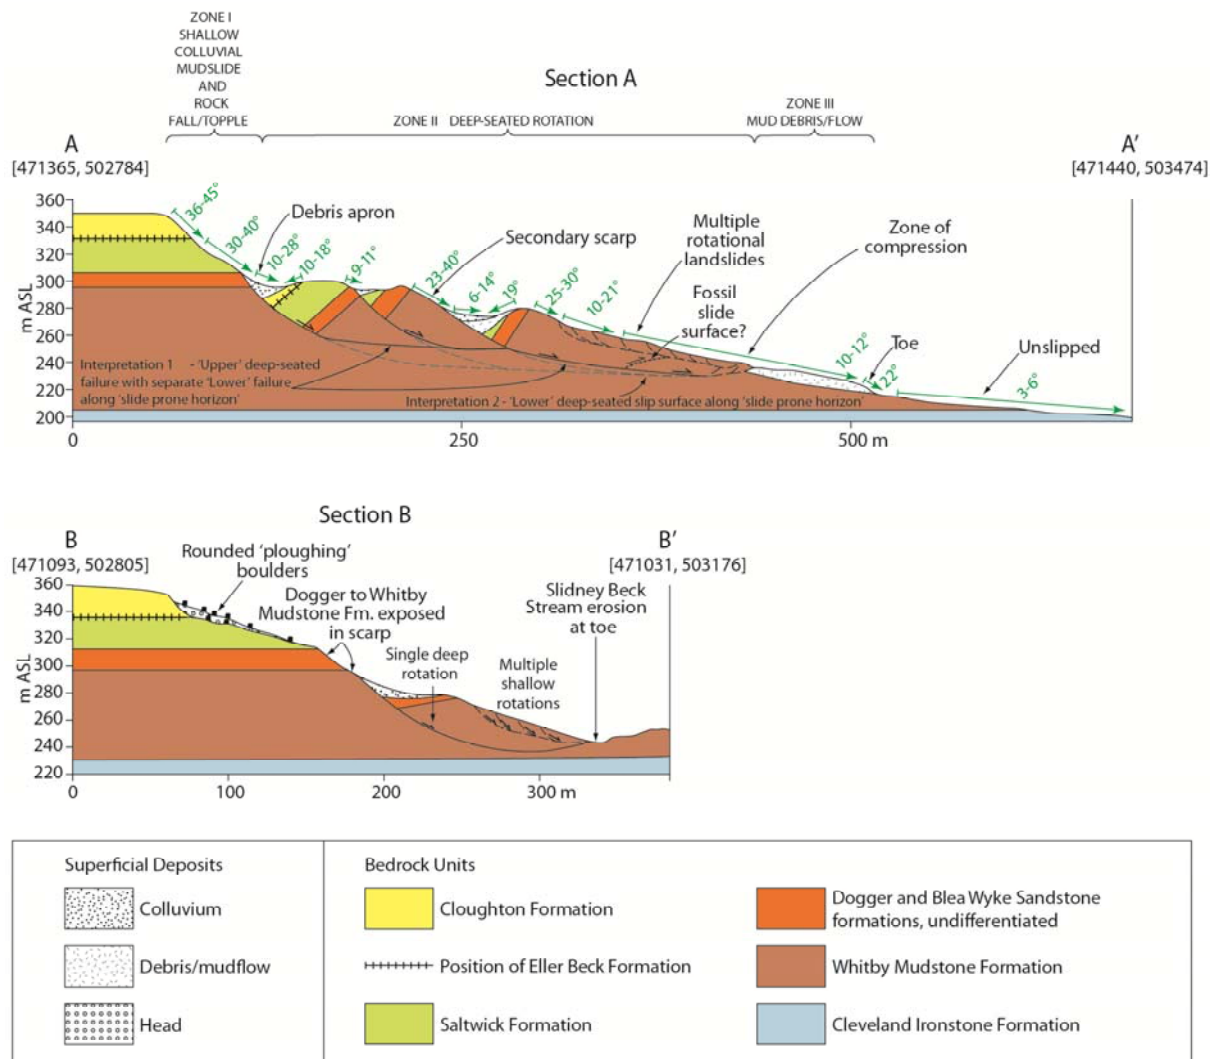 ZONE I
SHALLOW
COLLUVIAL
MUDSLIDE
AND
ROCK
FALL/TOPPLE
Section A
ZONE II DEEP-SEATED ROTATION
ZONE III
MUD DEBRIS/FLOW
A
[471365, 502784]
A'
[471440, 503474]
360
340
320
300
280
260
240
220
200
m ASL
36-45°
30-40°
10-28°
10-18°
9-11°
23-40°
6-14°
19°
25-30°
10-21°
10-12°
22°
3-6°
Debris apron
Secondary scarp
Multiple
rotational
landslides
Fossil
slide
surface?
Zone of
compression
Toe
Unslipped
Interpretation 1 - 'Upper' deep-seated
failure with separate 'Lower' failure
along 'slide prone horizon'
Interpretation 2 - 'Lower' deep-seated slip surface along 'slide prone horizon'
0
250
500 m
Section B
B
[471093, 502805]
B'
[471031, 503176]
Rounded 'ploughing'
boulders
Dogger to Whitby
Mudstone Fm. exposed
in scarp
Single deep
rotation
Multiple
shallow
rotations
Slidney Beck
Stream erosion
at toe
360
340
320
300
280
260
240
220
m ASL
0
100
200
300 m
Superficial Deposits
Colluvium
Debris/mudflow
Head
Bedrock Units
Cloughton Formation
Position of Eller Beck Formation
Saltwick Formation
Dogger and Blea Wyke Sandstone
formations, undifferentiated
Whitby Mudstone Formation
Cleveland Ironstone Formation